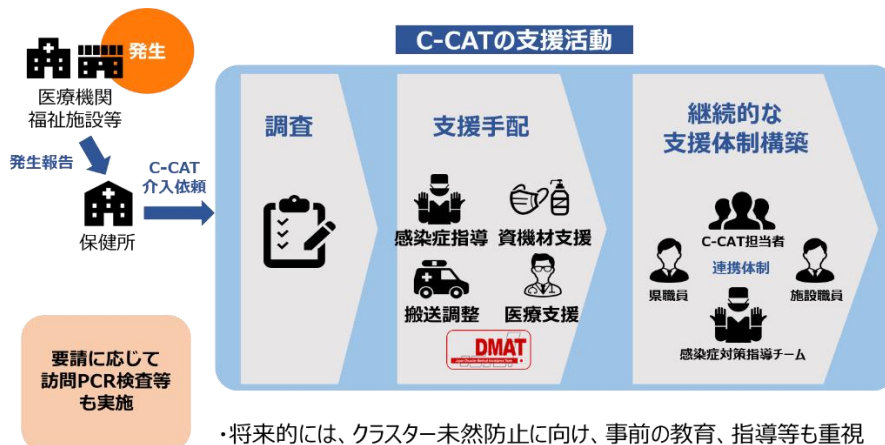 C-CATの支援活動
発生
医療機関
福祉施設等
発生報告
C-CAT
介入依頼
保健所
調査
支援手配
感染症指導
資機材支援
搬送調整
医療支援
DMAT
Japan Disaster Medical Assistance Team
継続的な
支援体制構築
C-CAT担当者
連携体制
県職員
施設職員
感染症対策指導チーム
要請に応じて
訪問PCR検査等
も実施
・将来的には、クラスター未然防止に向け、事前の教育、指導等も重視